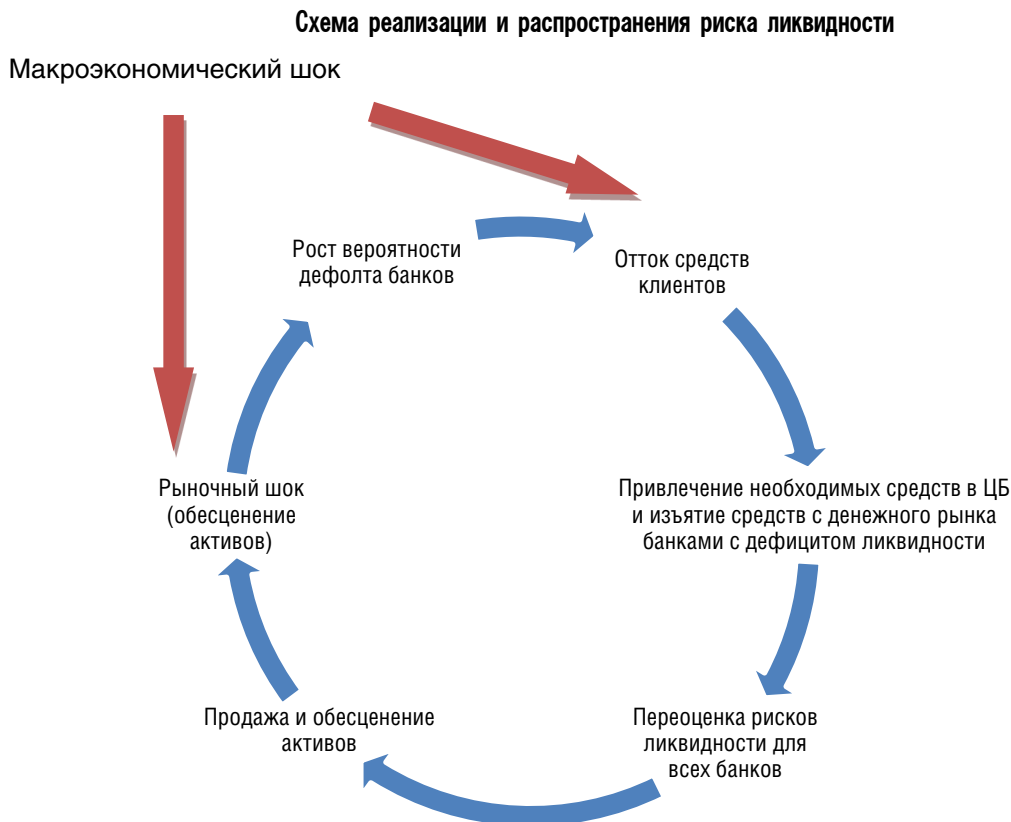 Схема реализации и распространения риска ликвидности
Макроэкономический шок
Рост вероятности
дефолта банков
Отток средств
клиентов
Привлечение необходимых средств в ЦБ
и изъятие средств с денежного рынка
банками с дефицитом ликвидности
Переоценка рисков
ликвидности для
всех банков
Продажа и обесценение
активов
Рыночный шок
(обесценение
активов)